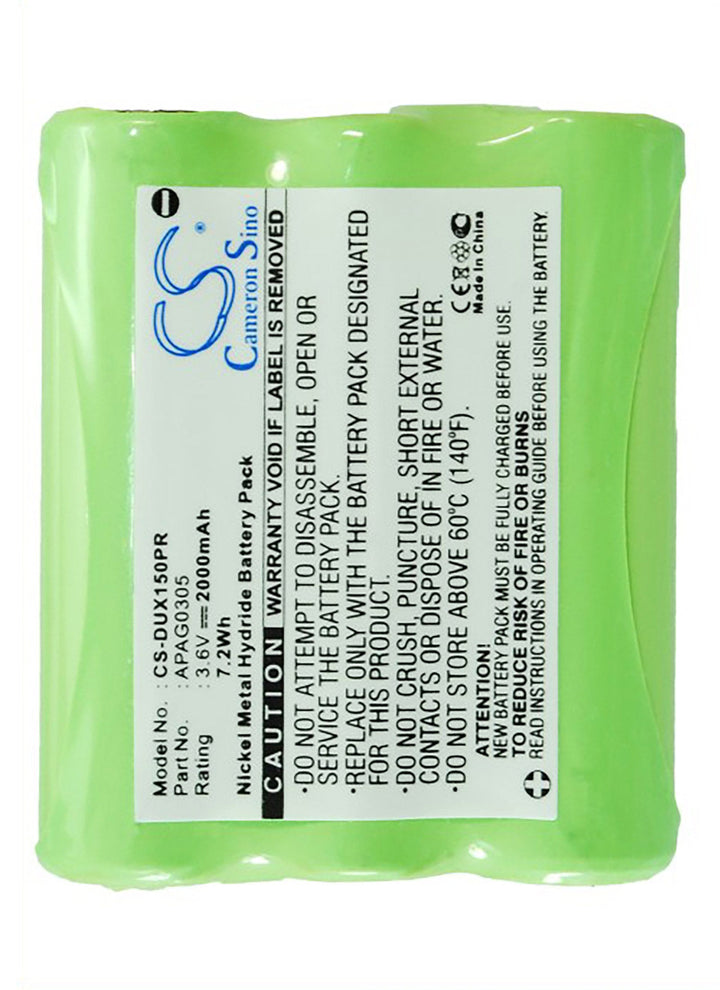 CS®
Cameron Sino
Model No. : CS-DUX150PR
Part No. : APAG0305
Rating : 3.6V 2000mAh
7.2Wh
Nickel Metal Hydride Battery Pack
CAUTION WARRANTY VOID IF LABEL IS REMOVED
•DO NOT ATTEMPT TO DISASSEMBLE, OPEN OR
SERVICE THE BATTERY PACK.
•REPLACE ONLY WITH THE BATTERY PACK DESIGNATED
FOR THIS PRODUCT.
•DO NOT CRUSH, PUNCTURE, SHORT EXTERNAL
CONTACTS, OR DISPOSE OF IN FIRE OR WATER.
•DO NOT STORE ABOVE 60°C (140°F).
CE
Made in China
ATTENTION!
NEW BATTERY PACK MUST BE FULLY CHARGED BEFORE USE.
TO REDUCE RISK OF FIRE OR BURNS
READ INSTRUCTIONS IN OPERATING GUIDE BEFORE USING THE BATTERY.